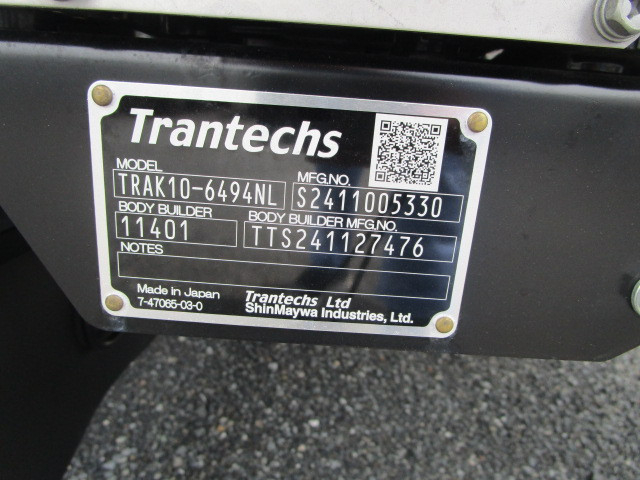 Trantechs
MODEL MFG.NO.
TRAK10-6494NL S2411005330
BODY BUILDER BODY BUILDER MFG.NO.
11401 TTS241127476
NOTES
Made in Japan Trantechs Ltd
7-47065-03-0 ShinMaywa Industries, Ltd.